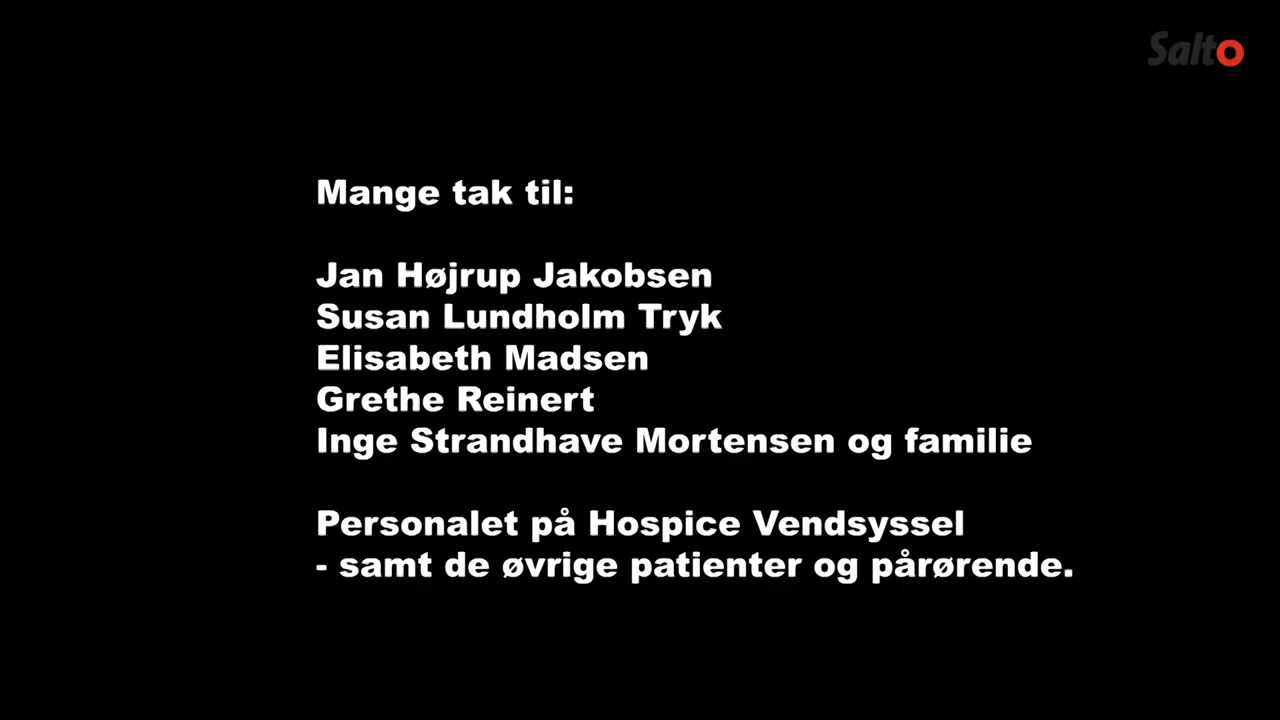 Salto
Mange tak til:
Jan Højrup Jakobsen
Susan Lundholm Tryk
Elisabeth Madsen
Grethe Reinert
Inge Strandhave Mortensen og familie
Personalet på Hospice Vendsyssel
- samt de øvrige patienter og pårørende.